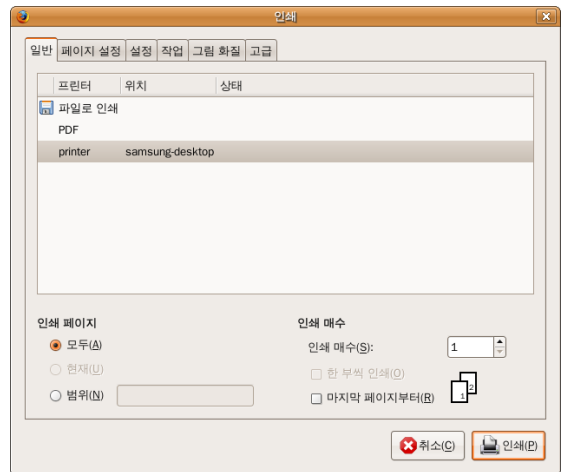 인쇄
일반 페이지 설정 설정 작업 그림 화질 고급
프린터 위치 상태
파일로 인쇄
PDF
printer samsung-desktop
인쇄 페이지
모두(A)
현재(U)
범위(N)
인쇄 매수
인쇄 매수(S): 1
한 부씩 인쇄(O)
마지막 페이지부터(R)
1 2
취소(C) 인쇄(P)